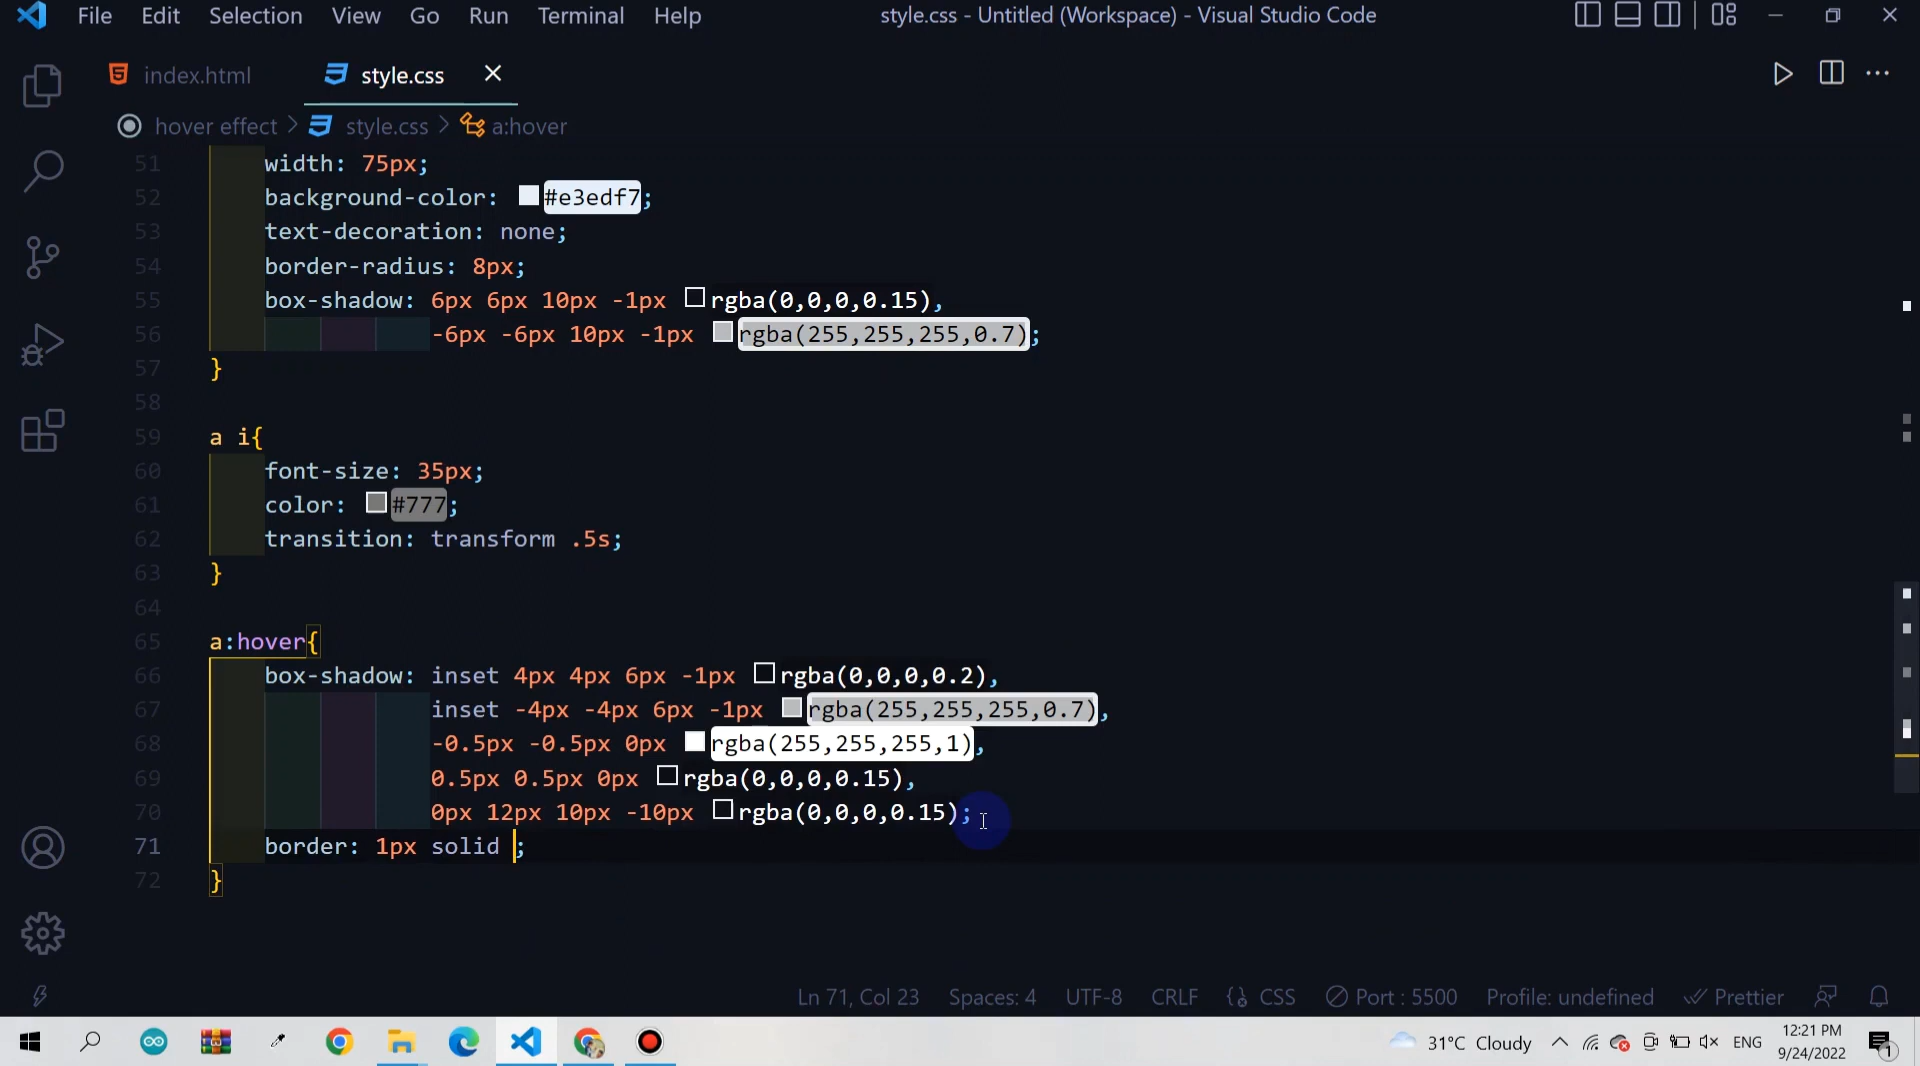 File Edit Selection View Go Run Terminal Help style.css - Untitled (Workspace) - Visual Studio Code
index.html style.css
hover effect > style.css > a:hover
51 width: 75px;
52 background-color: #e3edf7;
53 text-decoration: none;
54 border-radius: 8px;
55 box-shadow: 6px 6px 10px -1px rgba(0,0,0,0.15),
56 -6px -6px 10px -1px rgba(255,255,255,0.7);
57 }
58
59 a i{
60 font-size: 35px;
61 color: #777;
62 transition: transform .5s;
63 }
64
65 a:hover{
66 box-shadow: inset 4px 4px 6px -1px rgba(0,0,0,0.2),
67 inset -4px -4px 6px -1px rgba(255,255,255,0.7),
68 -0.5px -0.5px 0px rgba(255,255,255,1),
69 0.5px 0.5px 0px rgba(0,0,0,0.15),
70 0px 12px 10px -10px rgba(0,0,0,0.15);
71 border: 1px solid ;
72 }
Ln 71, Col 23 Spaces: 4 UTF-8 CRLF CSS Port : 5500 Profile: undefined Prettier
31°C Cloudy ENG 12:21 PM
9/24/2022 1